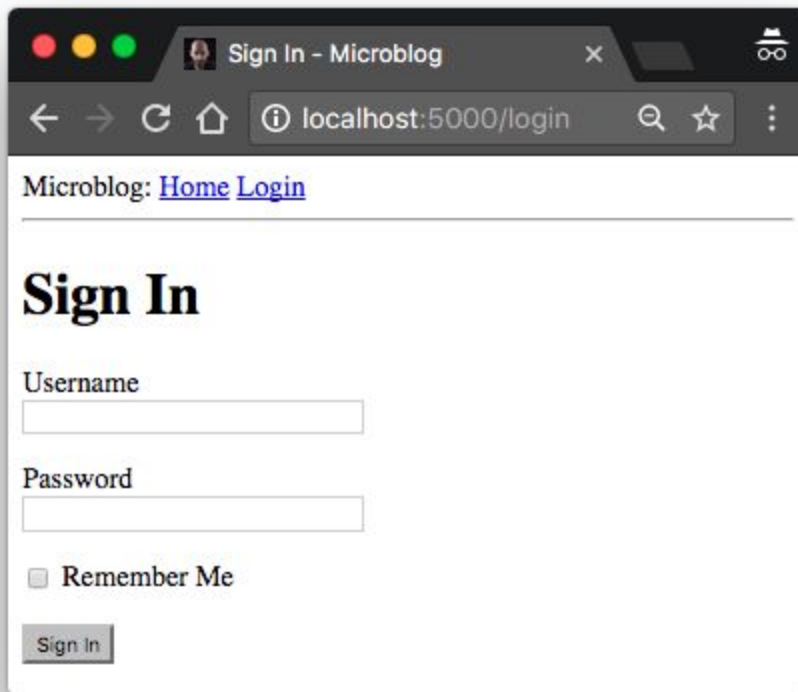 Sign In - Microblog
localhost:5000/login
Microblog: Home Login
Sign In
Username
Password
Remember Me
Sign In